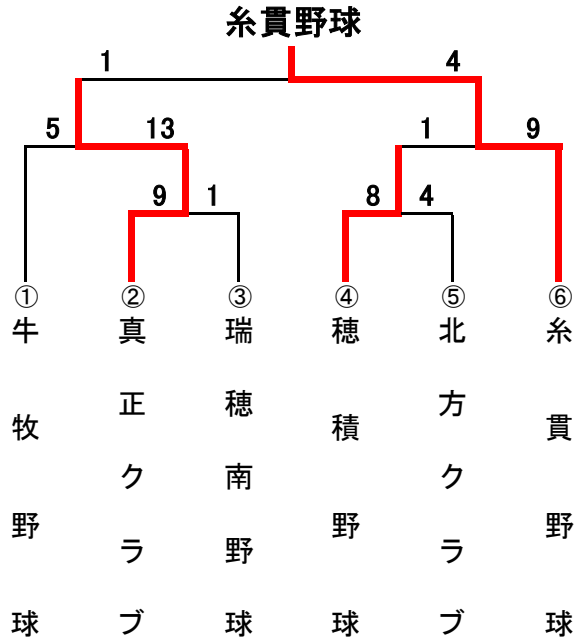 糸貫野球
1 4
5 13 1 9
9 1 8 4
① ② ③ ④ ⑤ ⑥
牛牧野球
真正クラブ
瑞穂南野球
穂積野球
北方クラブ
糸貫野球